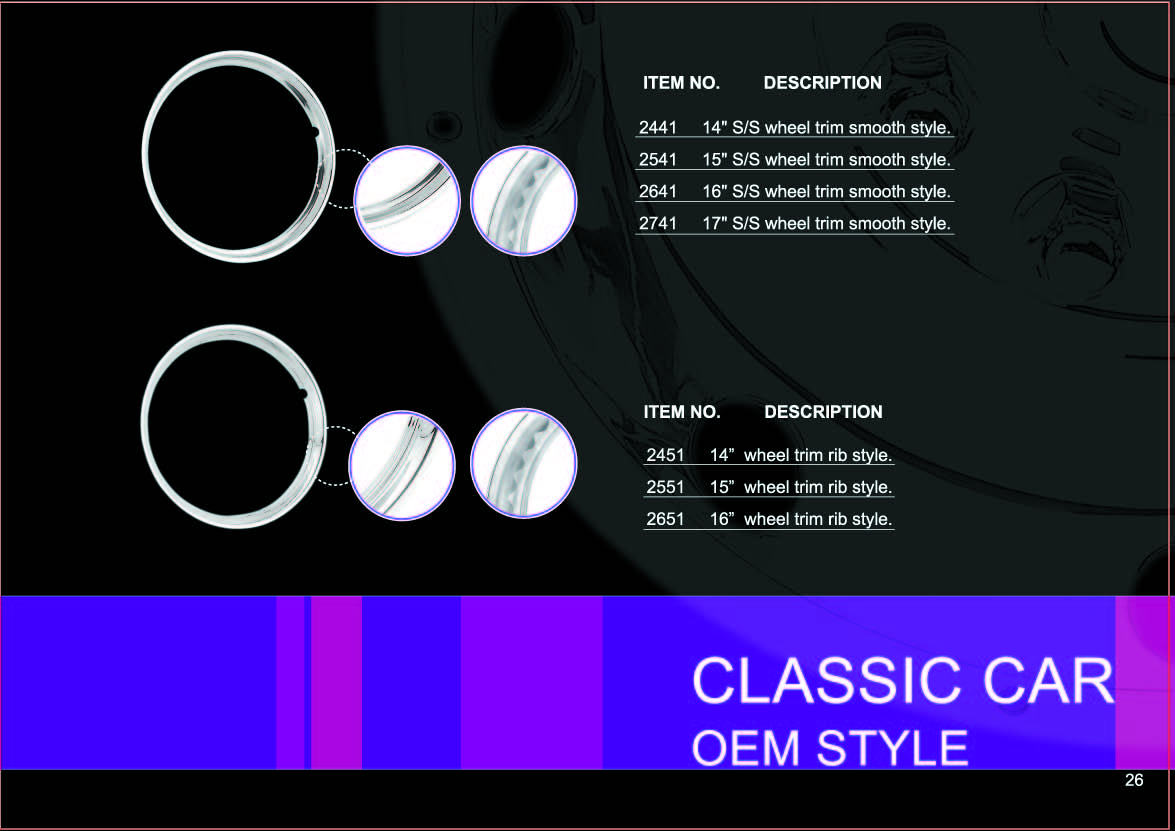 ITEM NO. DESCRIPTION
2441 14" S/S wheel trim smooth style.
2541 15" S/S wheel trim smooth style.
2641 16" S/S wheel trim smooth style.
2741 17" S/S wheel trim smooth style.
ITEM NO. DESCRIPTION
2451 14” wheel trim rib style.
2551 15” wheel trim rib style.
2651 16” wheel trim rib style.
CLASSIC CAR
OEM STYLE
26